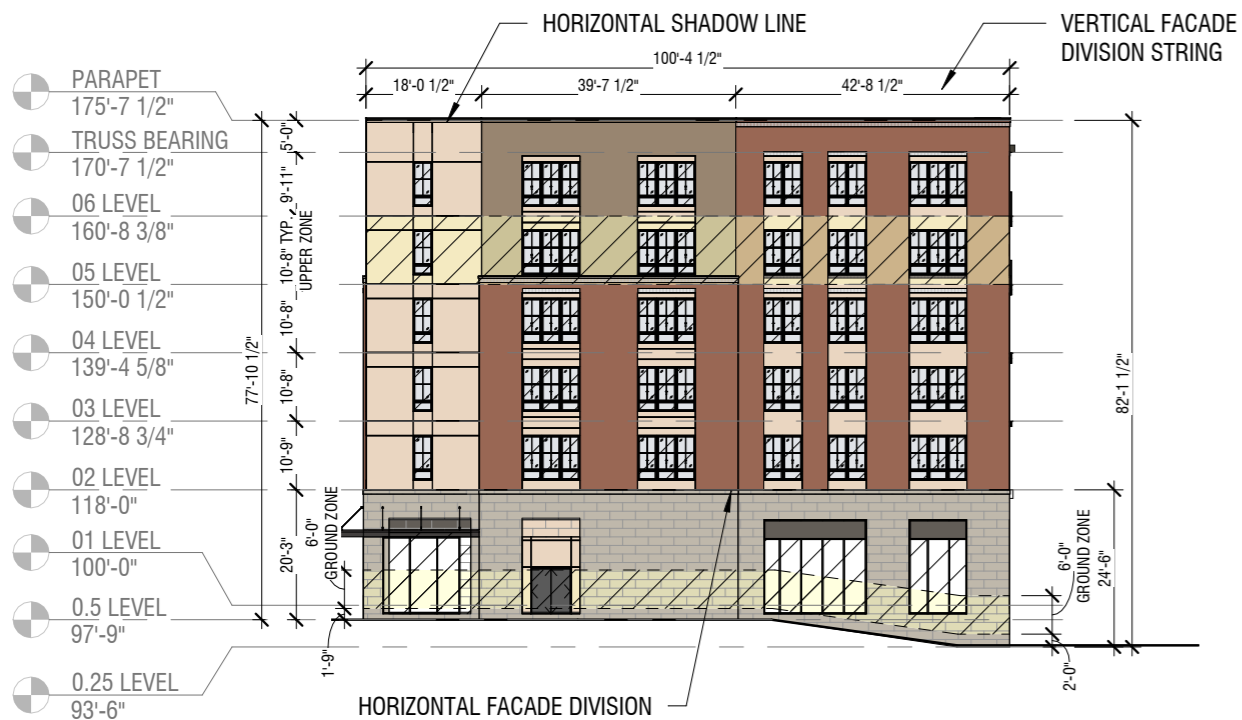 HORIZONTAL SHADOW LINE
VERTICAL FACADE
DIVISION STRING
100'-4 1/2"
18'-0 1/2"
39'-7 1/2"
42'-8 1/2"
PARAPET
175'-7 1/2"
TRUSS BEARING
170'-7 1/2"
06 LEVEL
160'-8 3/8"
05 LEVEL
150'-0 1/2"
04 LEVEL
139'-4 5/8"
03 LEVEL
128'-8 3/4"
02 LEVEL
118'-0"
01 LEVEL
100'-0"
0.5 LEVEL
97'-9"
0.25 LEVEL
93'-6"
77'-10 1/2"
5'-0"
9'-11"
10'-8" TYP.
UPPER ZONE
10'-8"
10'-8"
10'-9"
20'-3"
6'-0"
GROUND ZONE
1'-9"
82'-1 1/2"
24'-6"
6'-0"
GROUND ZONE
2'-0"
HORIZONTAL FACADE DIVISION